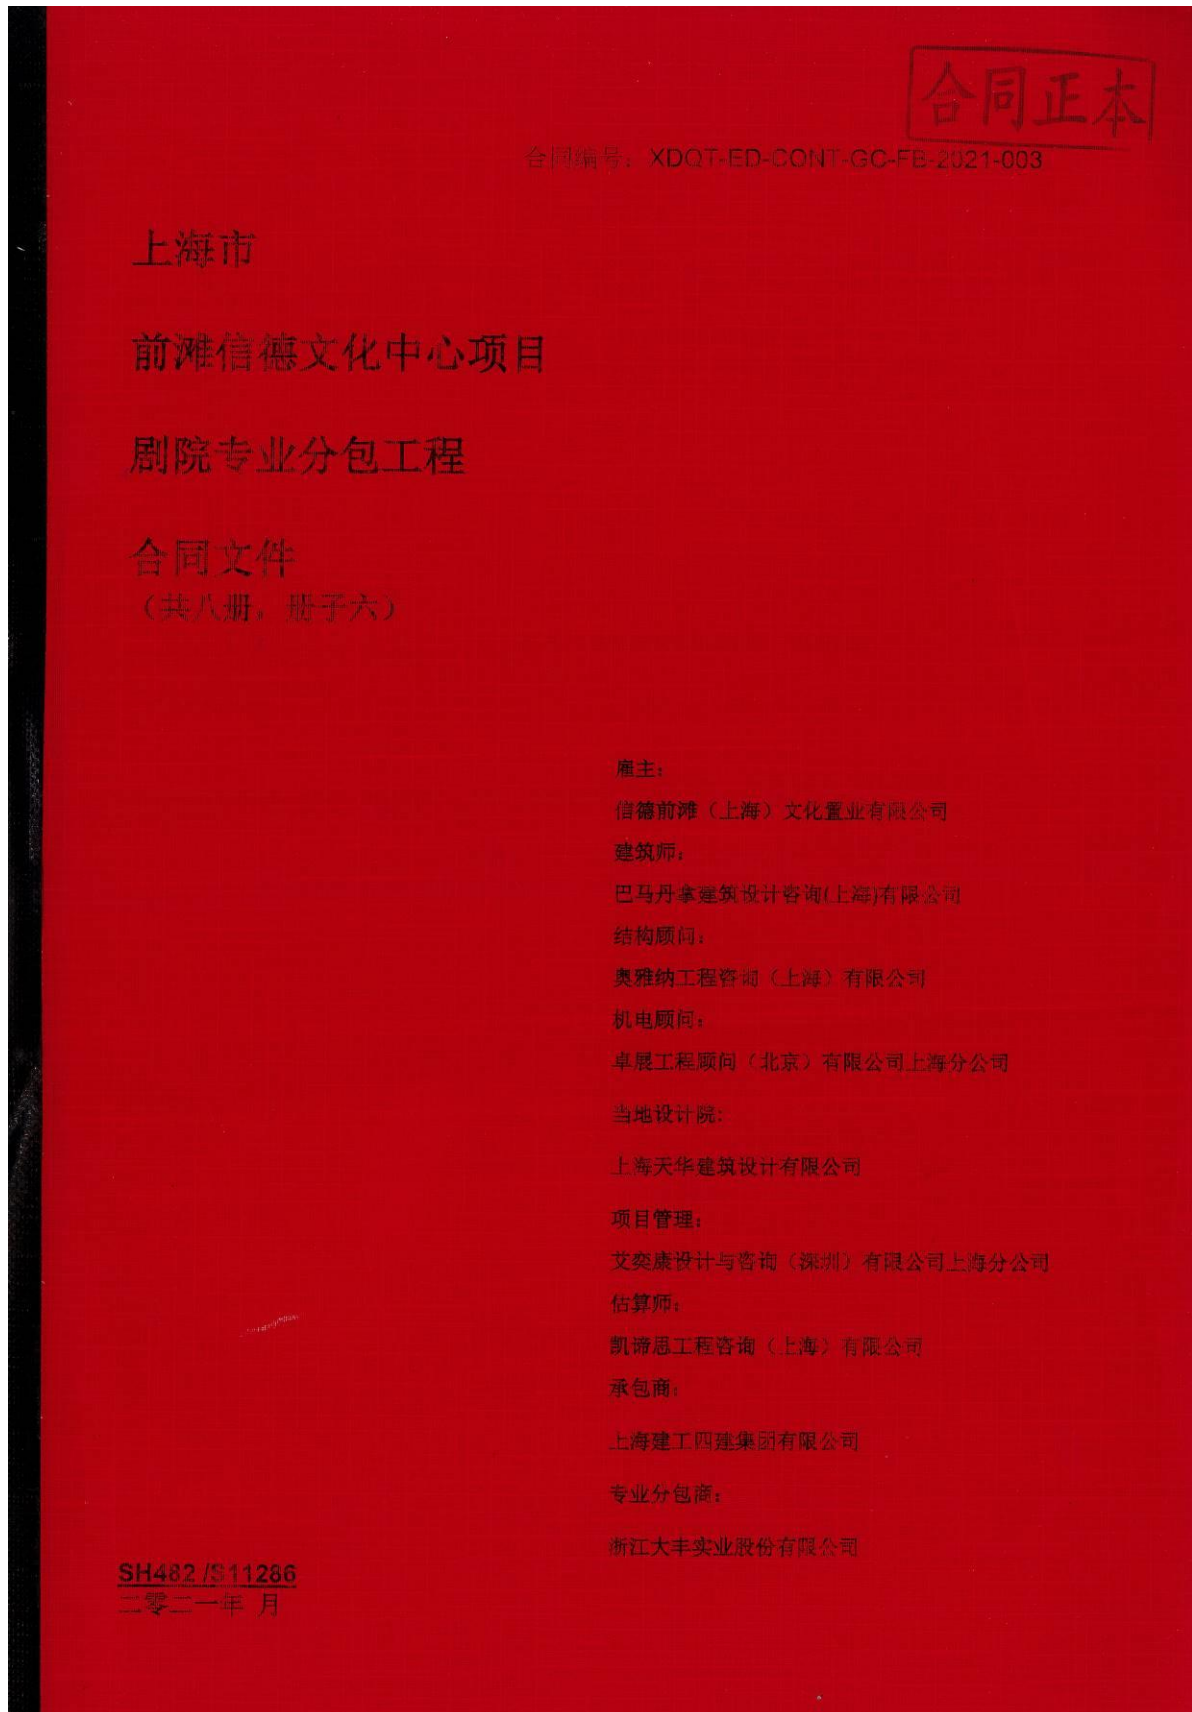 合同正本
合同编号：XDQT-ED-CONT-GC-FB-2021-003
上海市
前滩信德文化中心项目
剧院专业分包工程
合同文件
（共八册，册子六）
雇主：
信德前滩（上海）文化置业有限公司
建筑师：
巴马丹拿建筑设计咨询(上海)有限公司
结构顾问：
奥雅纳工程咨询（上海）有限公司
机电顾问：
卓展工程顾问（北京）有限公司上海分公司
当地设计院:
上海天华建筑设计有限公司
项目管理：
艾奕康设计与咨询（深圳）有限公司上海分公司
估算师：
凯谛思工程咨询（上海）有限公司
承包商：
上海建工四建集团有限公司
专业分包商：
浙江大丰实业股份有限公司
SH482 /S11286
二零二一年 月